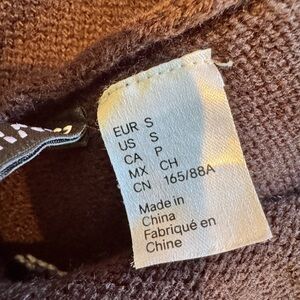 EUR S
US S
CA P
MX CH
CN 165/88A
Made in
China
Fabriqué en
Chine